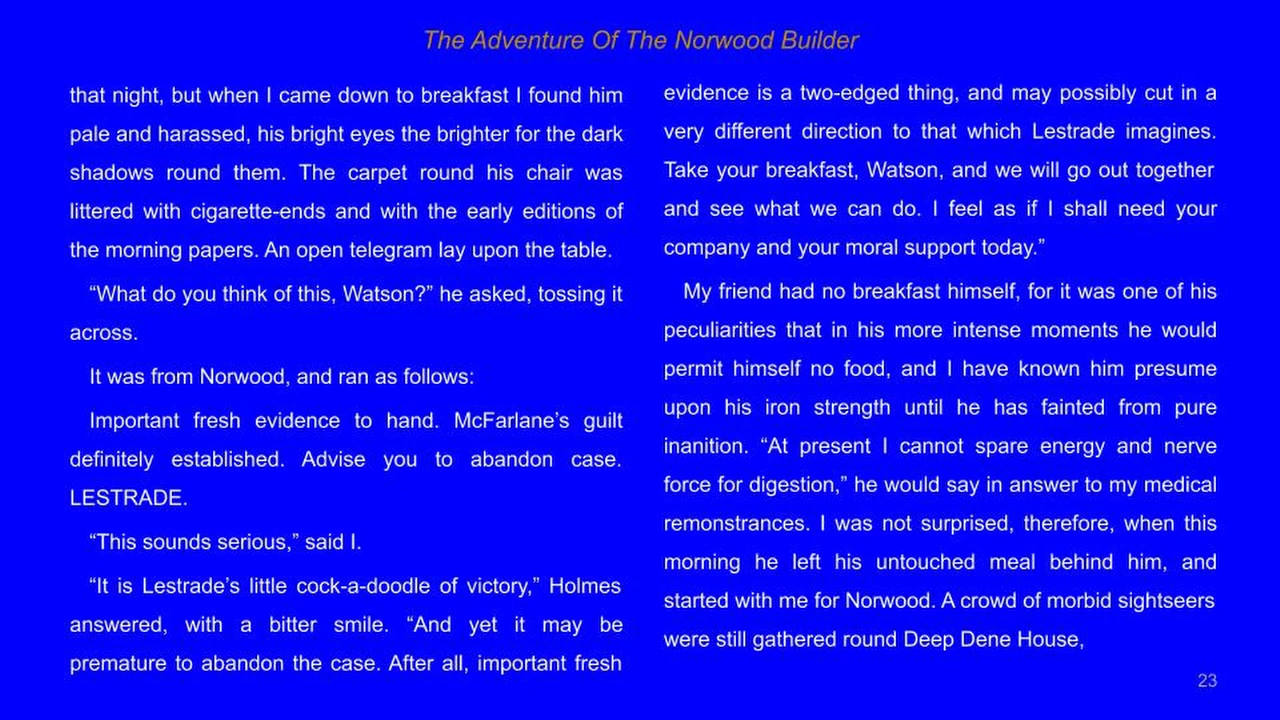 The Adventure Of The Norwood Builder
that night, but when I came down to breakfast I found him
pale and harassed, his bright eyes the brighter for the dark
shadows round them. The carpet round his chair was
littered with cigarette-ends and with the early editions of
the morning papers. An open telegram lay upon the table.
“What do you think of this, Watson?” he asked, tossing it
across.
It was from Norwood, and ran as follows:
Important fresh evidence to hand. McFarlane’s guilt
definitely established. Advise you to abandon case.
LESTRADE.
“This sounds serious,” said I.
“It is Lestrade’s little cock-a-doodle of victory,” Holmes
answered, with a bitter smile. “And yet it may be
premature to abandon the case. After all, important fresh
evidence is a two-edged thing, and may possibly cut in a
very different direction to that which Lestrade imagines.
Take your breakfast, Watson, and we will go out together
and see what we can do. I feel as if I shall need your
company and your moral support today.”
My friend had no breakfast himself, for it was one of his
peculiarities that in his more intense moments he would
permit himself no food, and I have known him presume
upon his iron strength until he has fainted from pure
inanition. “At present I cannot spare energy and nerve
force for digestion,” he would say in answer to my medical
remonstrances. I was not surprised, therefore, when this
morning he left his untouched meal behind him, and
started with me for Norwood. A crowd of morbid sightseers
were still gathered round Deep Dene House,
23